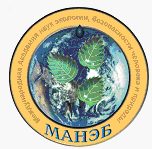 Международная Академия наук экологии, безопасности человека и природы
МАНЭБ